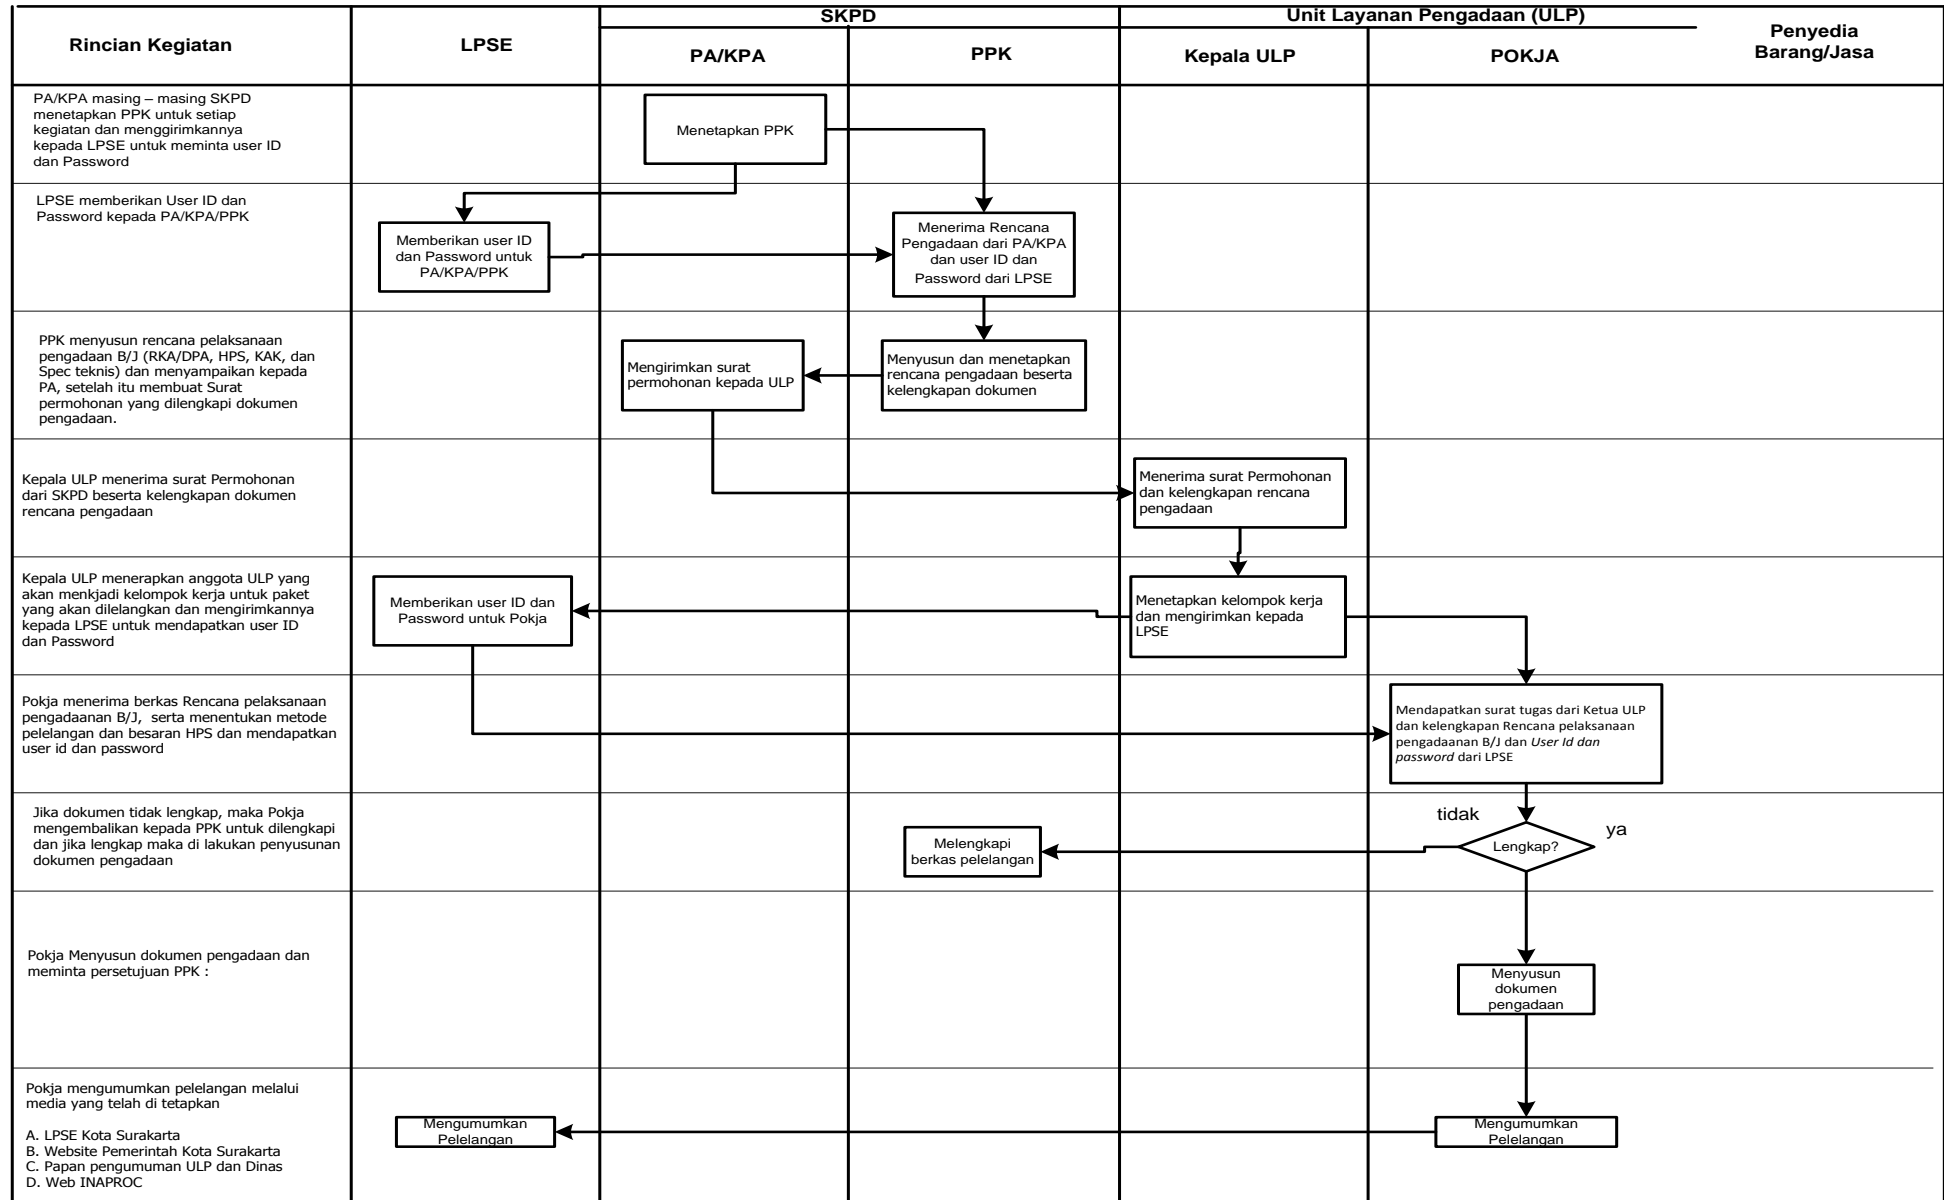 SKPD
Unit Layanan Pengadaan (ULP)
Rincian Kegiatan
LPSE
PA/KPA
PPK
Kepala ULP
POKJA
Penyedia
Barang/Jasa
PA/KPA masing – masing SKPD
menetapkan PPK untuk setiap
kegiatan dan menggirimkannya
kepada LPSE untuk meminta user ID
dan Password
Menetapkan PPK
LPSE memberikan User ID dan
Password kepada PA/KPA/PPK
Memberikan user ID
dan Password untuk
PA/KPA/PPK
Menerima Rencana
Pengadaan dari PA/KPA
dan user ID dan
Password dari LPSE
PPK menyusun rencana pelaksanaan
pengadaan B/J (RKA/DPA, HPS, KAK, dan
Spec teknis) dan menyampaikan kepada
PA, setelah itu membuat Surat
permohonan yang dilengkapi dokumen
pengadaan.
Mengirimkan surat
permohonan kepada ULP
Menyusun dan menetapkan
rencana pengadaan beserta
kelengkapan dokumen
Kepala ULP menerima surat Permohonan
dari SKPD beserta kelengkapan dokumen
rencana pengadaan
Menerima surat Permohonan
dan kelengkapan rencana
pengadaan
Kepala ULP menerapkan anggota ULP yang
akan menkjadi kelompok kerja untuk paket
yang akan dilelangkan dan mengirimkannya
kepada LPSE untuk mendapatkan user ID
dan Password
Memberikan user ID dan
Password untuk Pokja
Menetapkan kelompok kerja
dan mengirimkan kepada
LPSE
Pokja menerima berkas Rencana pelaksanaan
pengadaanan B/J, serta menentukan metode
pelelangan dan besaran HPS dan mendapatkan
user id dan password
Mendapatkan surat tugas dari Ketua ULP
dan kelengkapan Rencana pelaksanaan
pengadaanan B/J dan User Id dan
password dari LPSE
Jika dokumen tidak lengkap, maka Pokja
mengembalikan kepada PPK untuk dilengkapi
dan jika lengkap maka di lakukan penyusunan
dokumen pengadaan
Melengkapi
berkas pelelangan
tidak
ya
Lengkap?
Pokja Menyusun dokumen pengadaan dan
meminta persetujuan PPK :
Menyusun
dokumen
pengadaan
Pokja mengumumkan pelelangan melalui
media yang telah di tetapkan
A. LPSE Kota Surakarta
B. Website Pemerintah Kota Surakarta
C. Papan pengumuman ULP dan Dinas
D. Web INAPROC
Mengumumkan
Pelelangan
Mengumumkan
Pelelangan